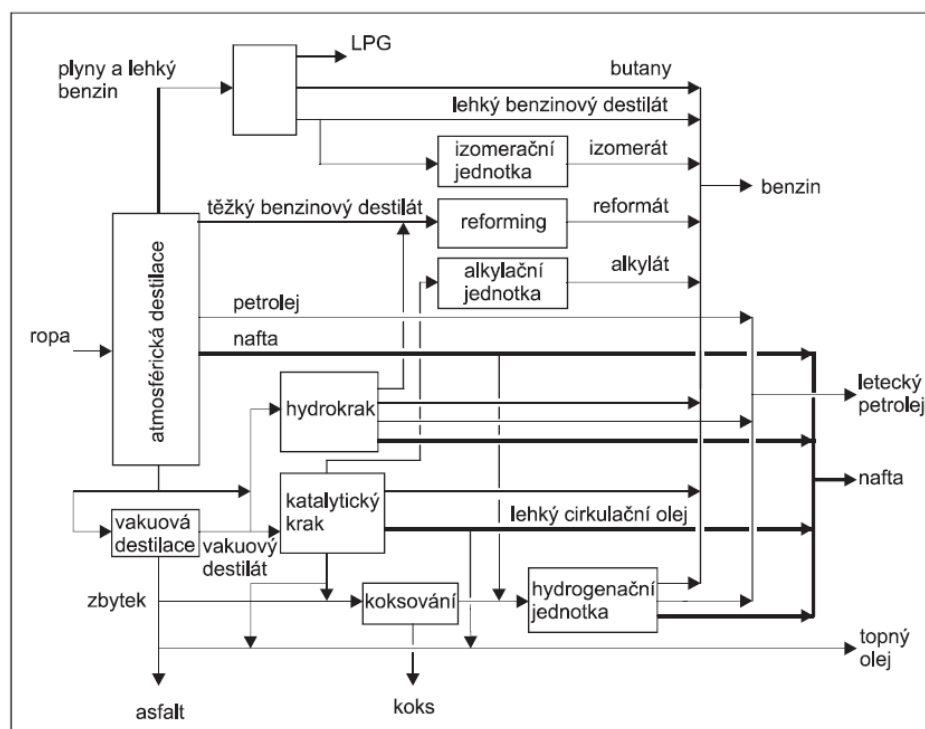 LPG
plyny a lehký
benzin
butany
lehký benzinový destilát
izomerační
jednotka
izomerát
benzin
těžký benzinový destilát
reforming
reformát
alkylační
jednotka
alkylát
atmosférická destilace
petrolej
ropa
nafta
letecký
petrolej
hydrokrak
nafta
katalytický
krak
lehký cirkulační olej
vakuová
destilace
vakuový
destilát
zbytek
koksování
hydrogenační
jednotka
topný
olej
asfalt
koks